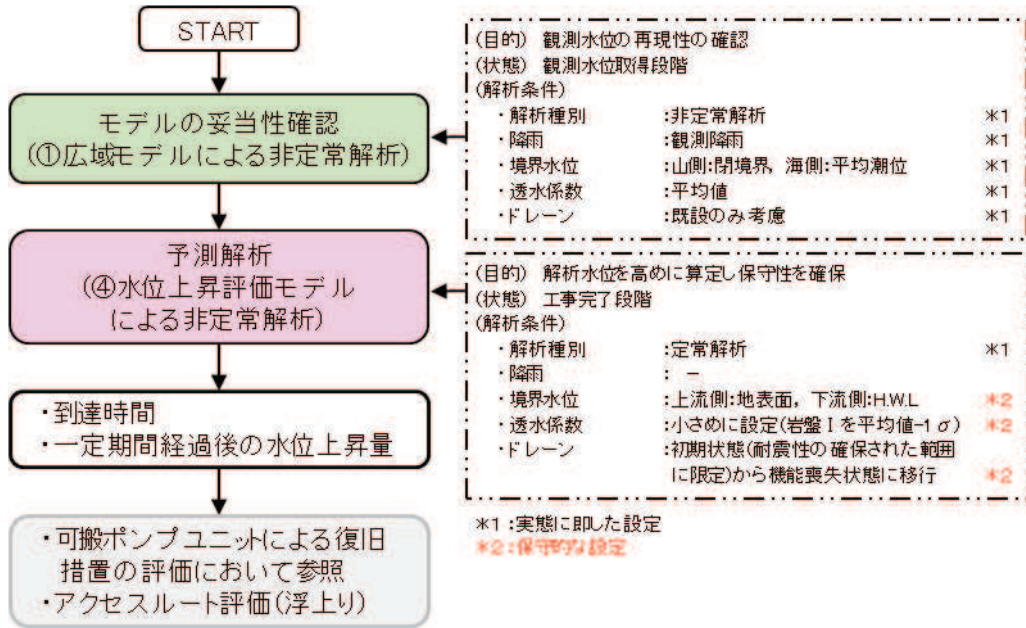 START
モデルの妥当性確認
(①広域モデルによる非定常解析)
予測解析
(④水位上昇評価モデル
による非定常解析)
・到達時間
・一定期間経過後の水位上昇量
・可搬ポンプユニットによる復旧
措置の評価において参照
・アクセスルート評価(浮上り)
(目的) 観測水位の再現性の確認
(状態) 観測水位取得段階
(解析条件)
・解析種別 :非定常解析 *1
・降雨 :観測降雨 *1
・境界水位 :山側:閉境界, 海側:平均潮位 *1
・透水係数 :平均値 *1
・ドレーン :既設のみ考慮 *1
(目的) 解析水位を高めに算定し保守性を確保
(状態) 工事完了段階
(解析条件)
・解析種別 :定常解析 *1
・降雨 : −
・境界水位 :上流側:地表面, 下流側:H.W.L *2
・透水係数 :小さめに設定(岩盤Ⅰを平均値-1σ) *2
・ドレーン :初期状態(耐震性の確保された範囲
に限定)から機能喪失状態に移行 *2
*1:実態に即した設定
*2:保守的な設定